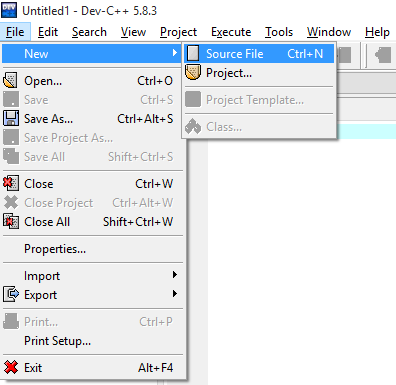 DEV
Untitled1 - Dev-C++ 5.8.3
File Edit Search View Project Execute Tools Window Help
New
Source File Ctrl+N
Project...
Project Template...
Class...
Open... Ctrl+O
Save Ctrl+S
Save As... Ctrl+Alt+S
Save Project As...
Save All Shift+Ctrl+S
Close Ctrl+W
Close Project Ctrl+Alt+W
Close All Shift+Ctrl+W
Properties...
Import
Export
Print... Ctrl+P
Print Setup...
Exit Alt+F4